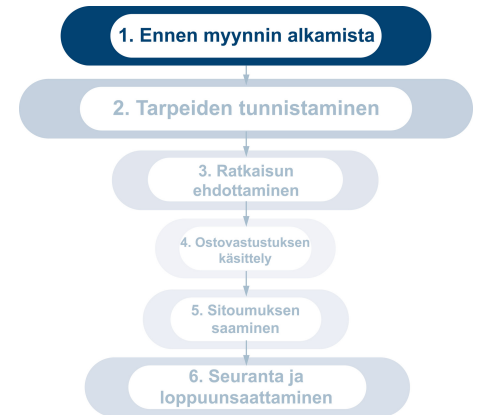 1. Ennen myynnin alkamista
2. Tarpeiden tunnistaminen
3. Ratkaisun
ehdottaminen
4. Ostovastustuksen
käsittely
5. Sitoumuksen
saaminen
6. Seuranta ja
loppuunsaattaminen